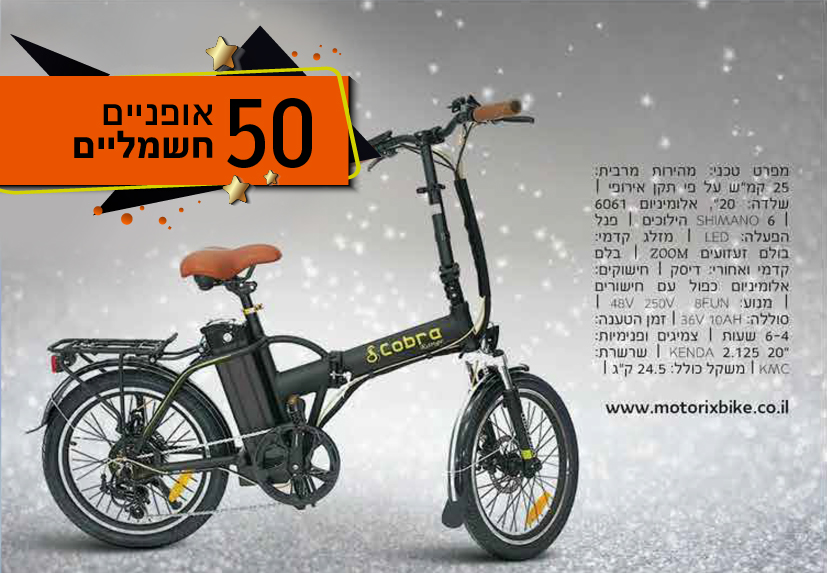 50
אופניים
חשמליים
cobra
מפרט טכני: מהירות מרבית:
25 קמ"ש על פי תקן אירופי |
שלדה: 20", אלומיניום 6061
| 6 SHIMANO הילוכים | פנל
הפעלה: LED | מזלג קדמי:
בולם זעזועים ZOOM | בלם
קדמי ואחורי: דיסק | חישוקים:
אלומיניום כפול עם חישורים
| מנוע: 48V 250V 8FUN |
סוללה: 36V 10AH | זמן הטענה:
6-4 שעות | צמיגים ופנימיות:
"20 KENDA 2.125 | שרשרת:
KMC | משקל כולל: 24.5 ק"ג |
www.motorixbike.co.il